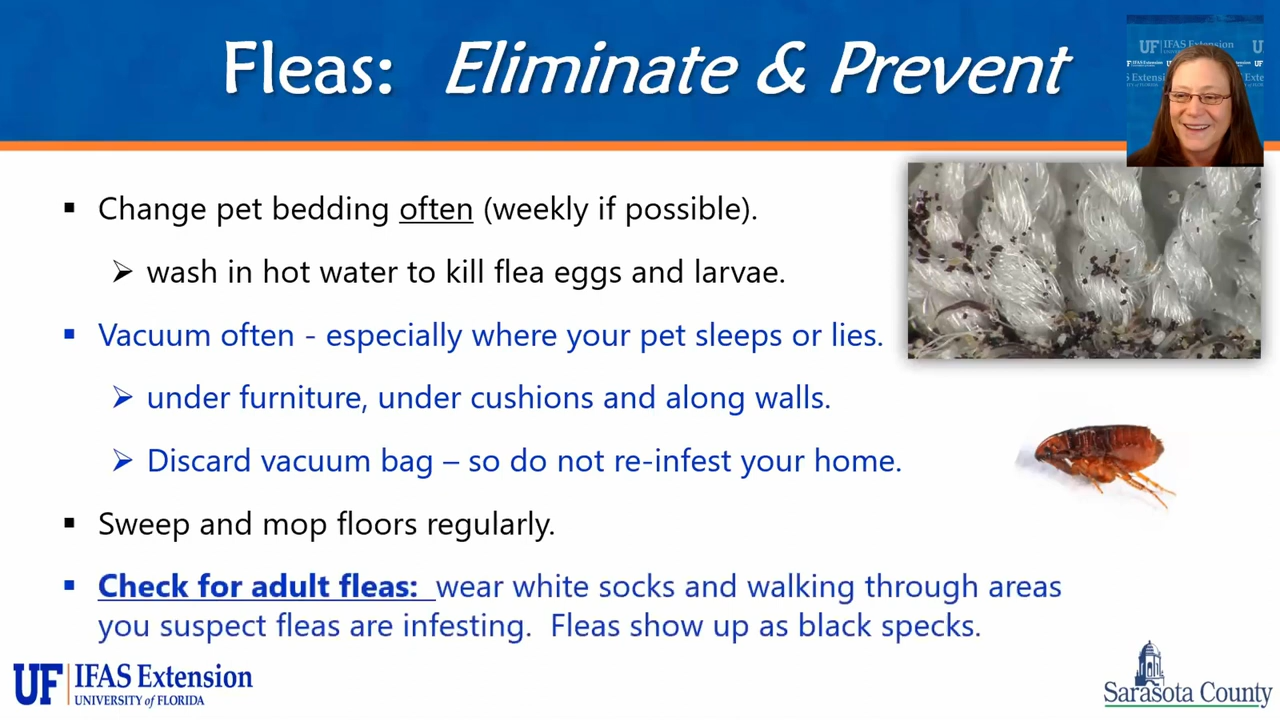 Fleas: Eliminate & Prevent
UF IFAS Extension
▪ Change pet bedding often (weekly if possible).
➢ wash in hot water to kill flea eggs and larvae.
▪ Vacuum often - especially where your pet sleeps or lies.
➢ under furniture, under cushions and along walls.
➢ Discard vacuum bag – so do not re-infest your home.
▪ Sweep and mop floors regularly.
▪ Check for adult fleas: wear white socks and walking through areas
you suspect fleas are infesting. Fleas show up as black specks.
UF IFAS Extension
UNIVERSITY of FLORIDA
Sarasota County